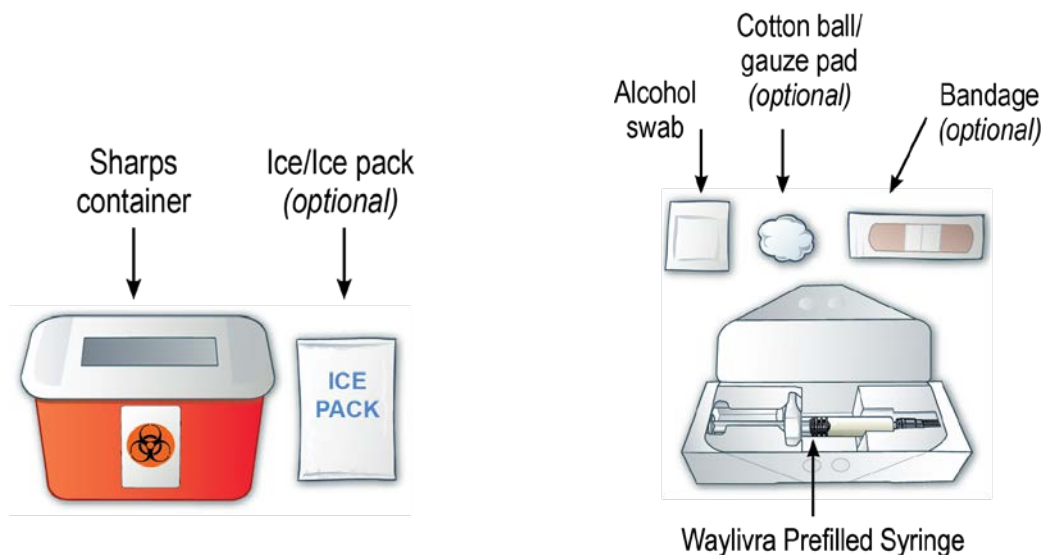 Sharps
container
Ice/Ice pack
(optional)
ICE
PACK
Alcohol
swab
Cotton ball/
gauze pad
(optional)
Bandage
(optional)
Waylivra Prefilled Syringe